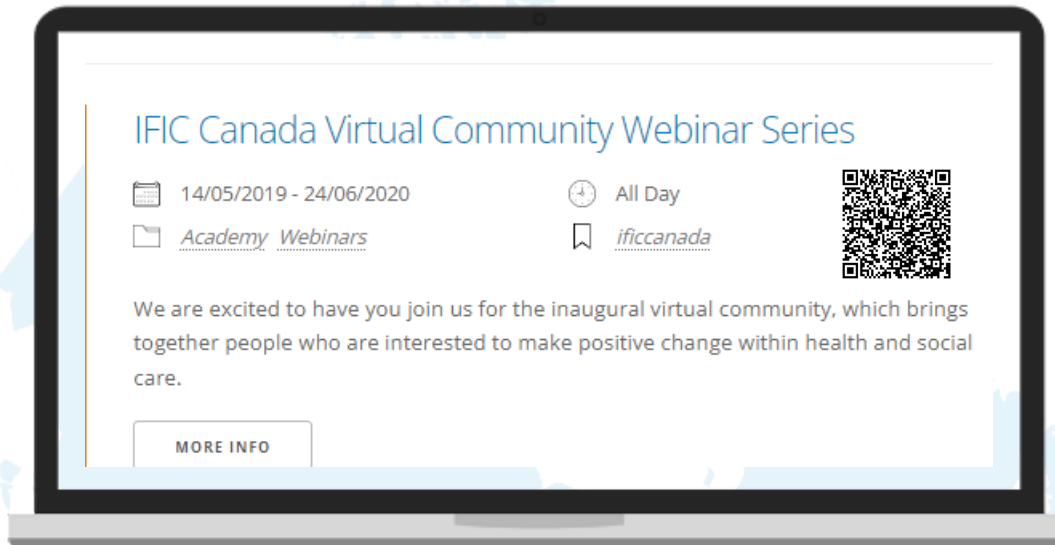 IFIC Canada Virtual Community Webinar Series
14/05/2019 - 24/06/2020
All Day
Academy Webinars
ificcanada
We are excited to have you join us for the inaugural virtual community, which brings
together people who are interested to make positive change within health and social
care.
MORE INFO